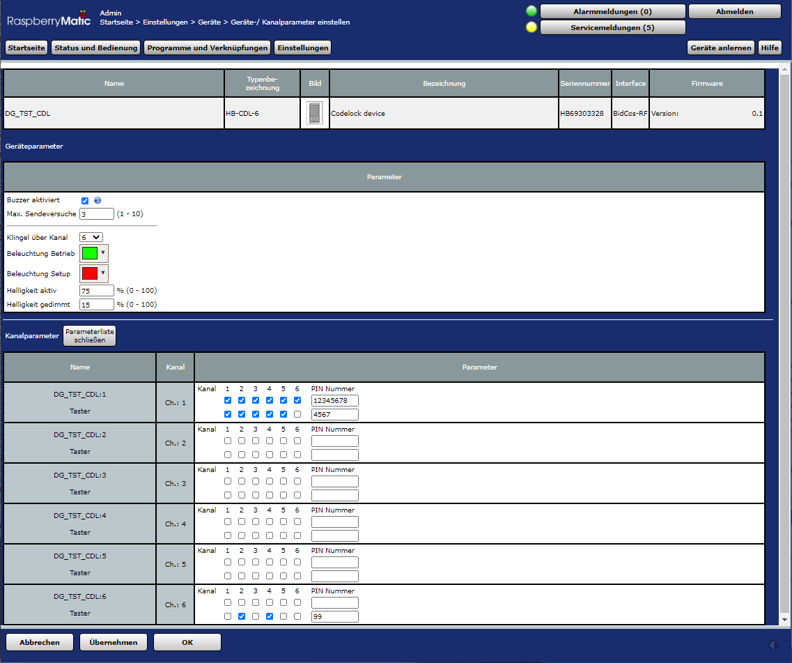 RaspberryMatic
Admin
Startseite > Einstellungen > Geräte > Geräte-/ Kanalparameter einstellen
Alarmmeldungen (0)
Servicemeldungen (5)
Abmelden
Startseite
Status und Bedienung
Programme und Verknüpfungen
Einstellungen
Geräte anlernen
Hilfe
Name
Typenbe-
zeichnung
Bild
Bezeichnung
Seriennummer
Interface
Firmware
DG_TST_CDL
HB-CDL-6
Codelock device
HB69303328
BidCos-RF
Version: 0.1
Geräteparameter
Parameter
Buzzer aktiviert
Max. Sendeversuche 3 (1 - 10)
Klingel über Kanal 6
Beleuchtung Betrieb
Beleuchtung Setup
Helligkeit aktiv 75 % (0 - 100)
Helligkeit gedimmt 15 % (0 - 100)
Kanalparameter
Parameterliste
schließen
Name
Kanal
Parameter
DG_TST_CDL:1
Taster
Ch.: 1
Kanal 1 2 3 4 5 6 PIN Nummer
12345678
4567
DG_TST_CDL:2
Taster
Ch.: 2
Kanal 1 2 3 4 5 6 PIN Nummer
DG_TST_CDL:3
Taster
Ch.: 3
Kanal 1 2 3 4 5 6 PIN Nummer
DG_TST_CDL:4
Taster
Ch.: 4
Kanal 1 2 3 4 5 6 PIN Nummer
DG_TST_CDL:5
Taster
Ch.: 5
Kanal 1 2 3 4 5 6 PIN Nummer
DG_TST_CDL:6
Taster
Ch.: 6
Kanal 1 2 3 4 5 6 PIN Nummer
99
Abbrechen
Übernehmen
OK